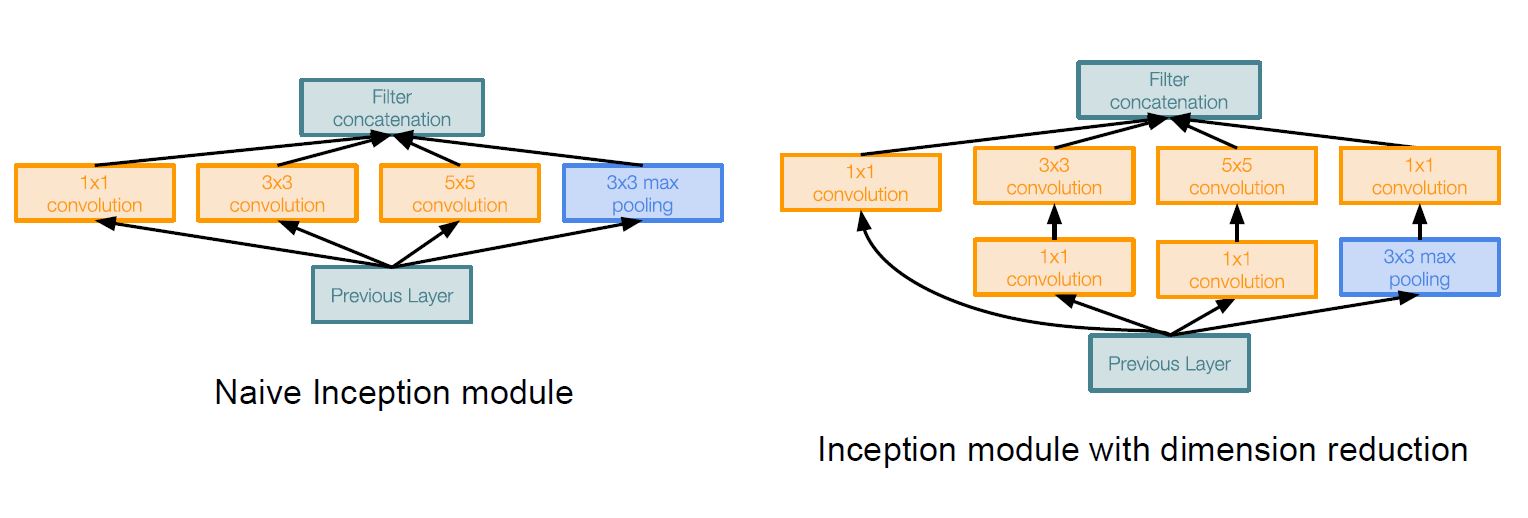 Filter
concatenation
1x1
convolution
3x3
convolution
5x5
convolution
3x3 max
pooling
Previous Layer
Naive Inception module
Filter
concatenation
1x1
convolution
3x3
convolution
5x5
convolution
1x1
convolution
1x1
convolution
1x1
convolution
3x3 max
pooling
Previous Layer
Inception module with dimension reduction